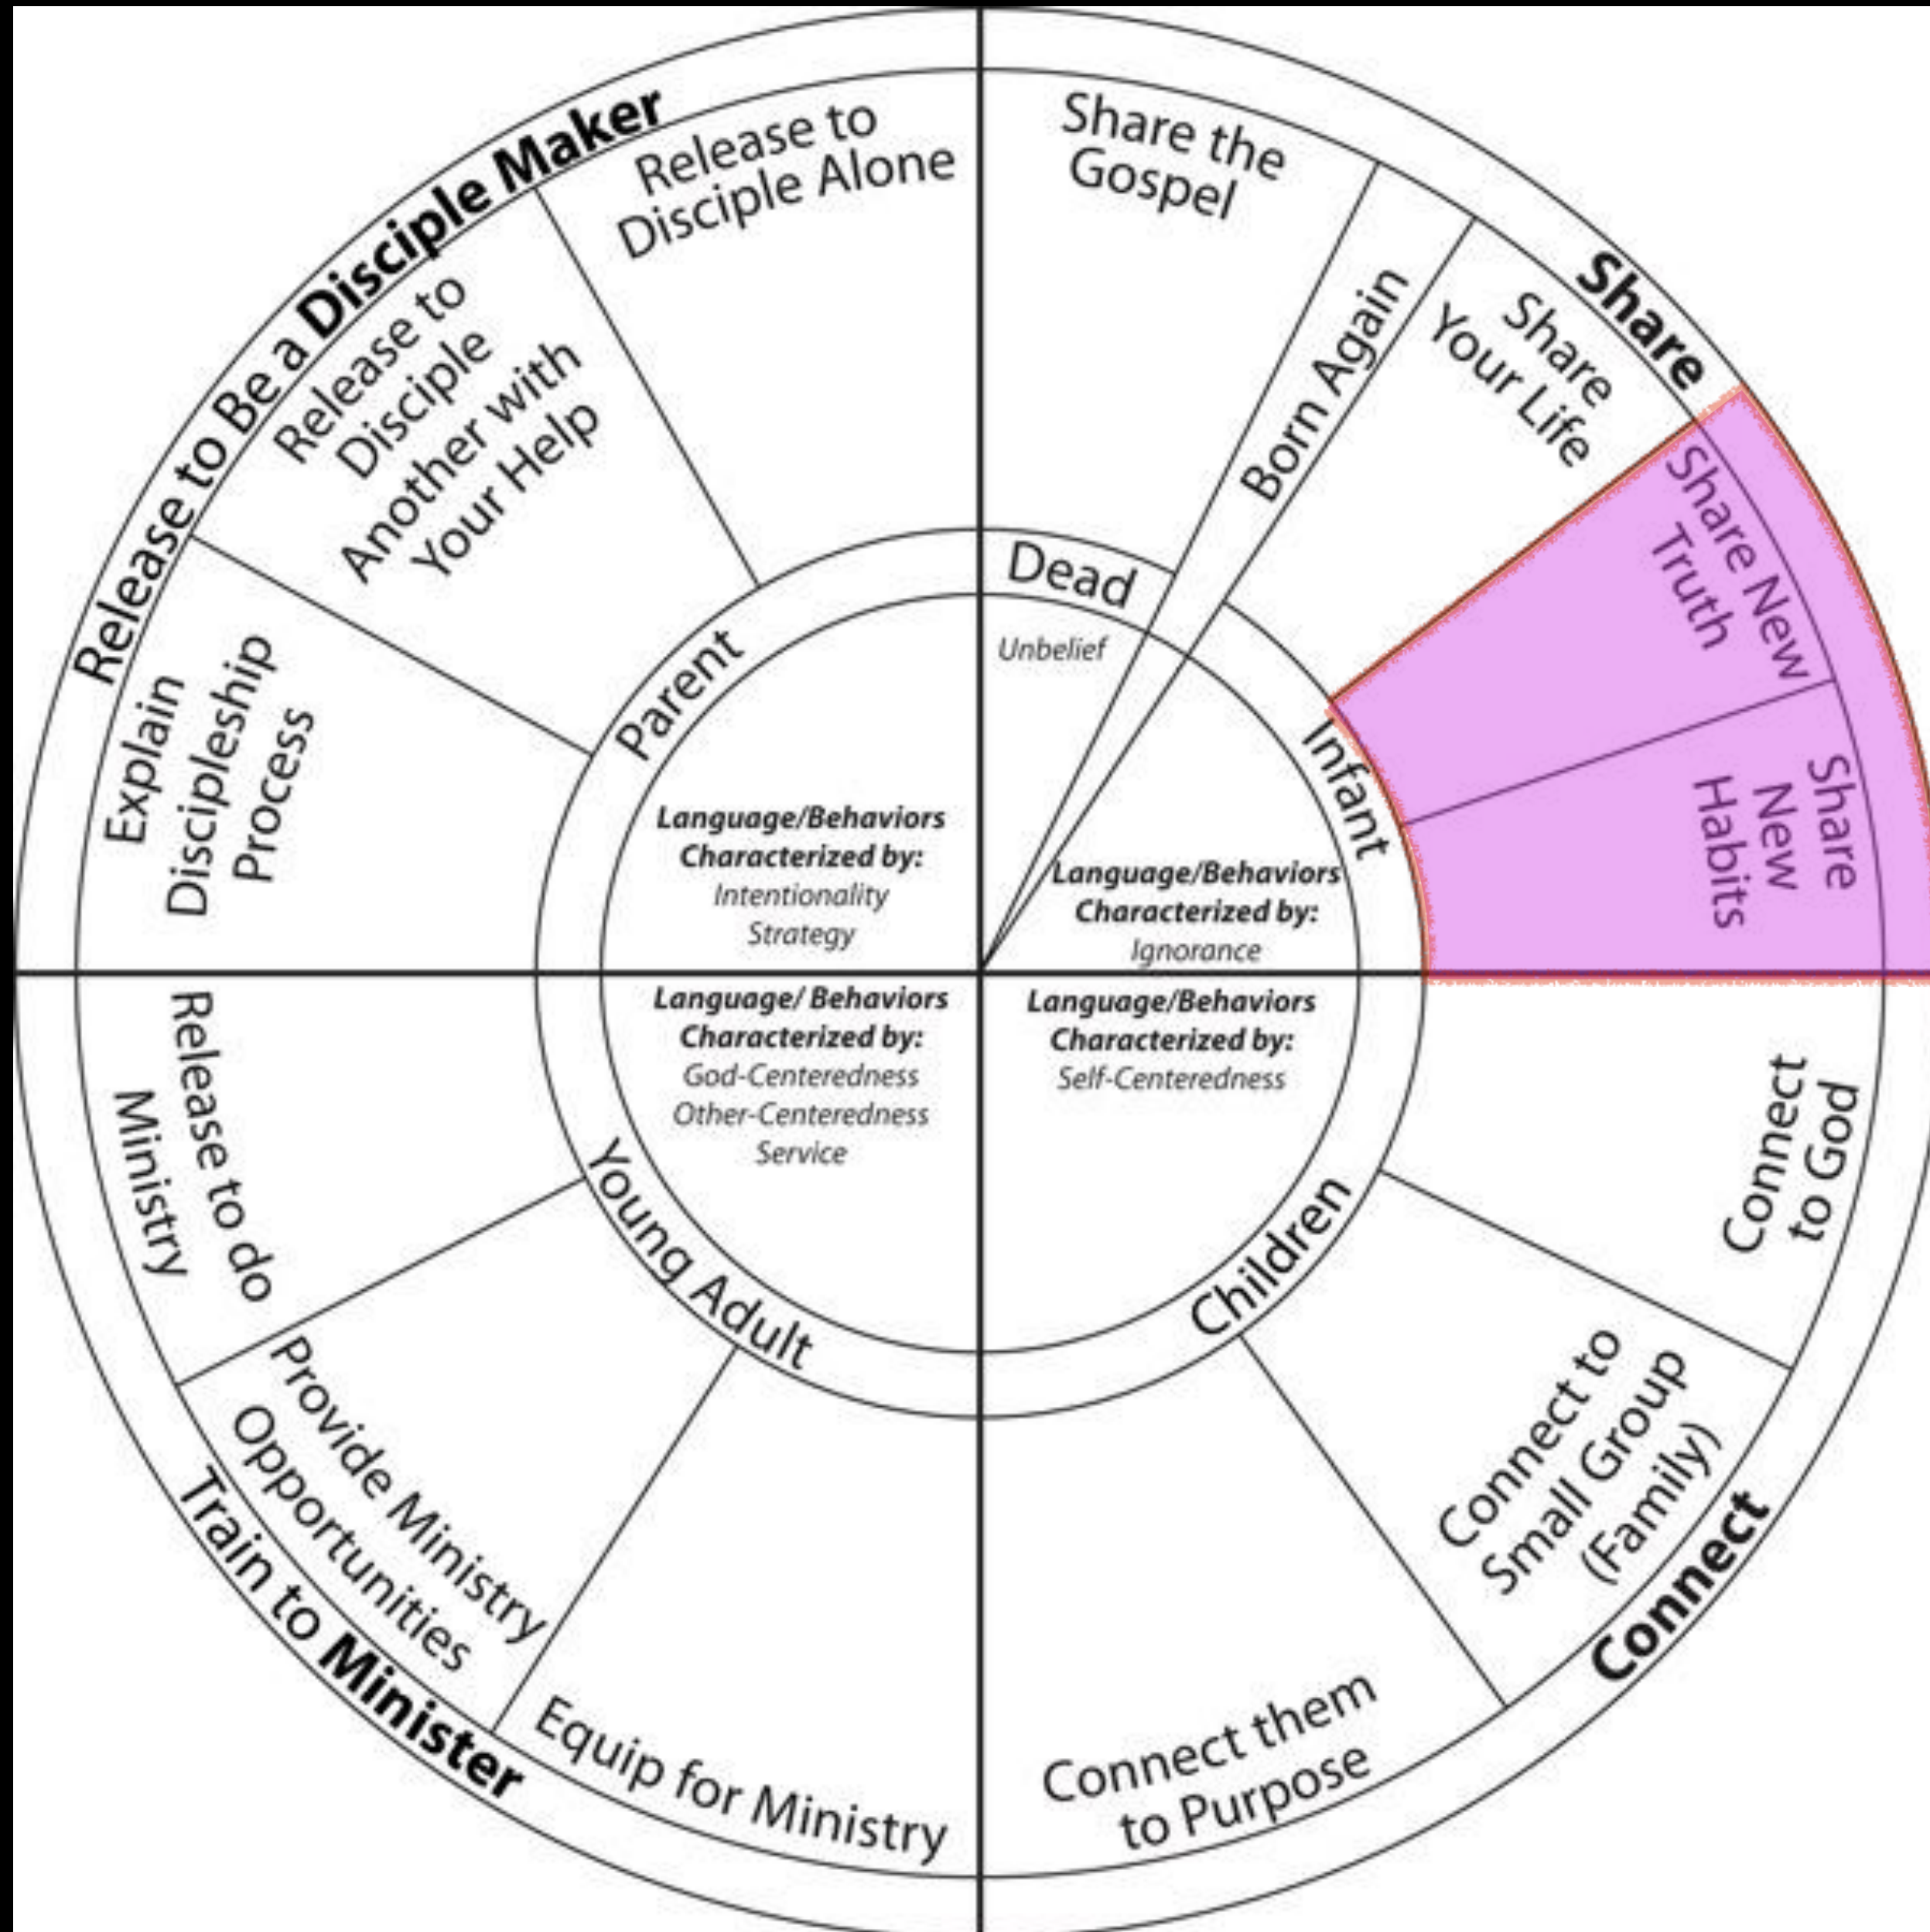 Share
Share the
Gospel
Born Again
Share
Your Life
Share New
Truth
Share
New
Habits
Dead
Unbelief
Infant
Language/Behaviors
Characterized by:
Ignorance
Connect
Connect
to God
Connect to
Small Group
(Family)
Connect them
to Purpose
Children
Language/Behaviors
Characterized by:
Self-Centeredness
Train to Minister
Equip for Ministry
Provide Ministry
Opportunities
Release to do
Ministry
Young Adult
Language/ Behaviors
Characterized by:
God-Centeredness
Other-Centeredness
Service
Release to Be a Disciple Maker
Explain
Discipleship
Process
Release to
Disciple
Another with
Your Help
Release to
Disciple Alone
Parent
Language/Behaviors
Characterized by:
Intentionality
Strategy